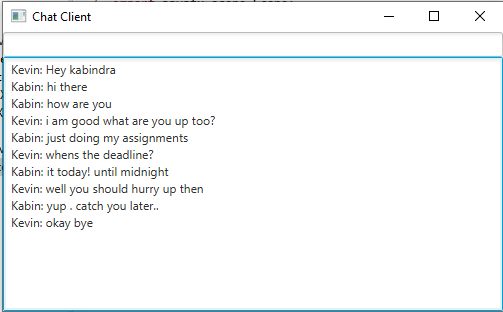 Chat Client
Kevin: Hey kabindra
Kabin: hi there
Kabin: how are you
Kevin: i am good what are you up too?
Kabin: just doing my assignments
Kevin: whens the deadline?
Kabin: it today! until midnight
Kevin: well you should hurry up then
Kabin: yup . catch you later..
Kevin: okay bye